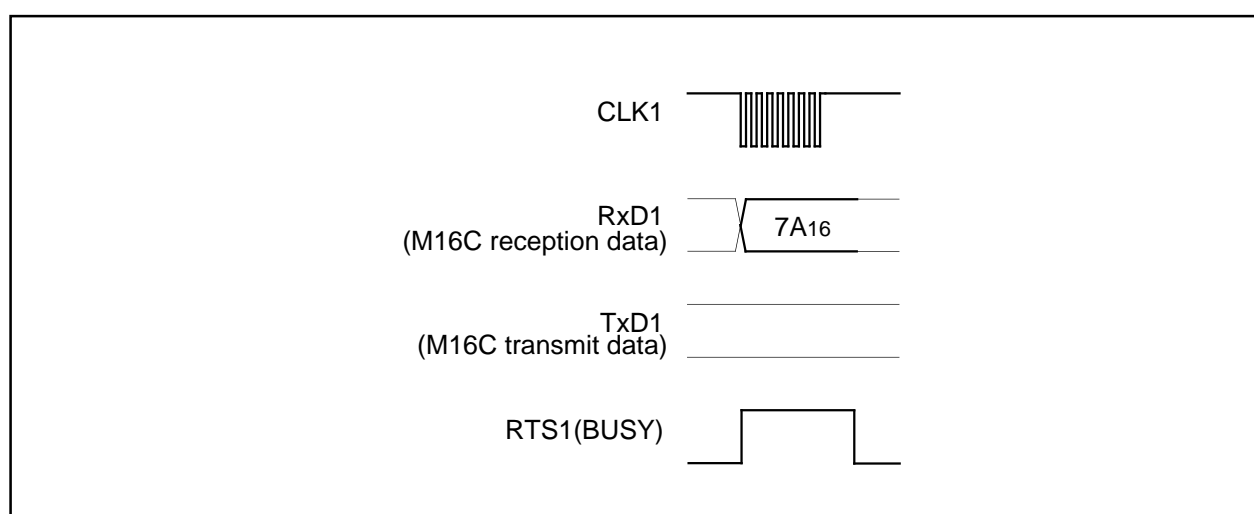 CLK1
RxD1
(M16C reception data)
7A16
TxD1
(M16C transmit data)
RTS1(BUSY)